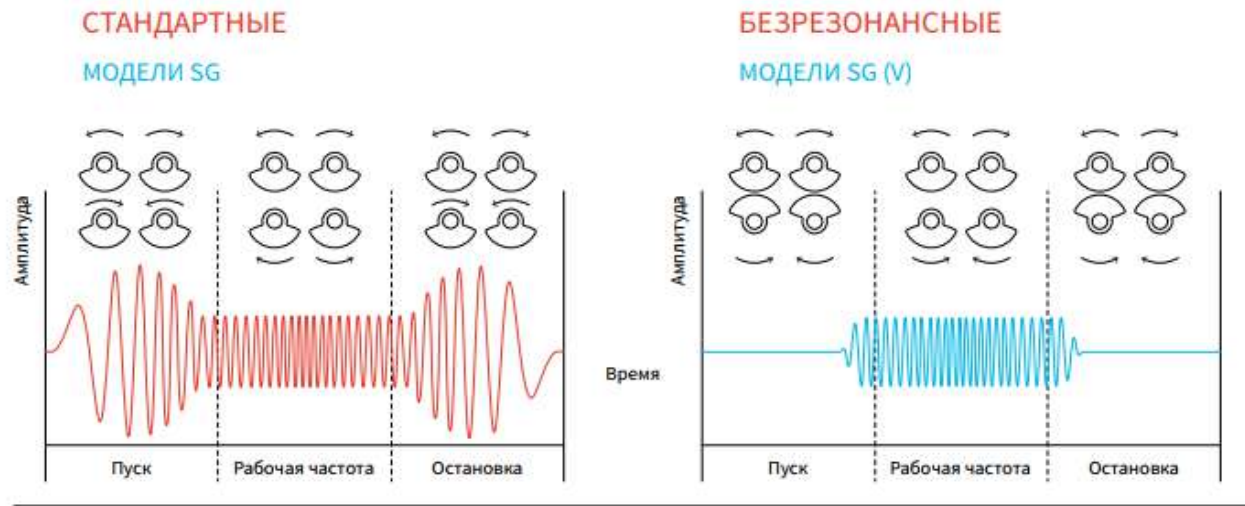 СТАНДАРТНЫЕ
МОДЕЛИ SG
Амплитуда
Пуск
Рабочая частота
Остановка
Время
БЕЗРЕЗОНАНСНЫЕ
МОДЕЛИ SG (V)
Амплитуда
Пуск
Рабочая частота
Остановка